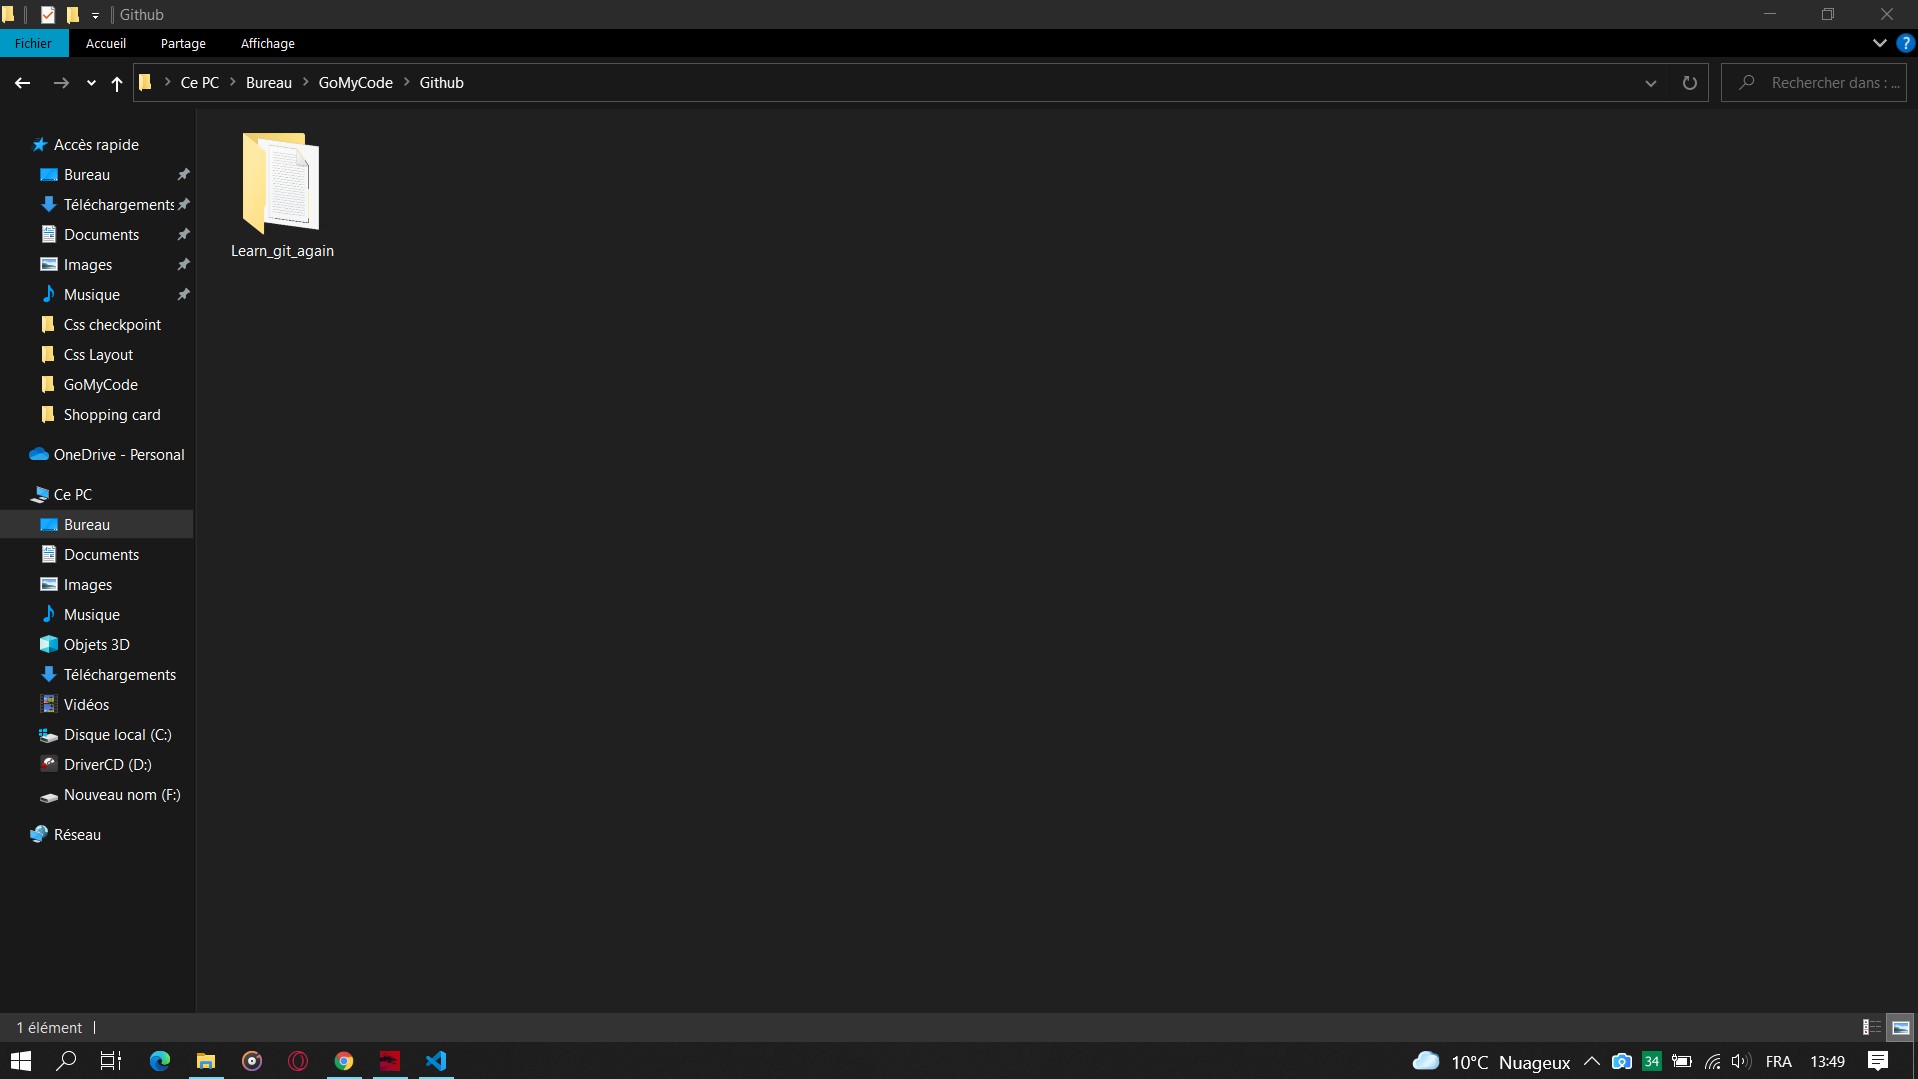 Github
Fichier
Accueil
Partage
Affichage
?
Ce PC
Bureau
GoMyCode
Github
Rechercher dans : ...
Accès rapide
Bureau
Téléchargements
Documents
Images
Musique
Css checkpoint
Css Layout
GoMyCode
Shopping card
OneDrive - Personal
Ce PC
Bureau
Documents
Images
Musique
Objets 3D
Téléchargements
Vidéos
Disque local (C:)
DriverCD (D:)
Nouveau nom (F:)
Réseau
Learn_git_again
1 élément
10°C Nuageux
34
FRA
13:49